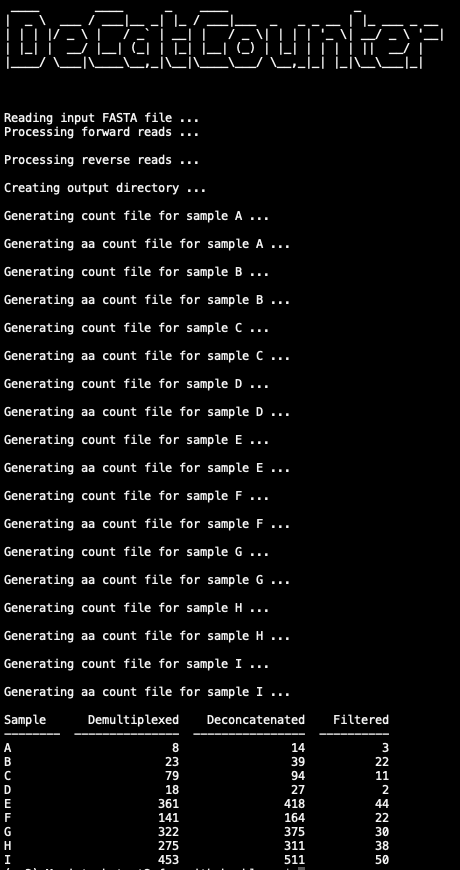 DeCatCounter
Reading input FASTA file ...
Processing forward reads ...
Processing reverse reads ...
Creating output directory ...
Generating count file for sample A ...
Generating aa count file for sample A ...
Generating count file for sample B ...
Generating aa count file for sample B ...
Generating count file for sample C ...
Generating aa count file for sample C ...
Generating count file for sample D ...
Generating aa count file for sample D ...
Generating count file for sample E ...
Generating aa count file for sample E ...
Generating count file for sample F ...
Generating aa count file for sample F ...
Generating count file for sample G ...
Generating aa count file for sample G ...
Generating count file for sample H ...
Generating aa count file for sample H ...
Generating count file for sample I ...
Generating aa count file for sample I ...
Sample Demultiplexed Deconcatenated Filtered
A 8 14 3
B 23 39 22
C 79 94 11
D 18 27 2
E 361 418 44
F 141 164 22
G 322 375 30
H 275 311 38
I 453 511 50